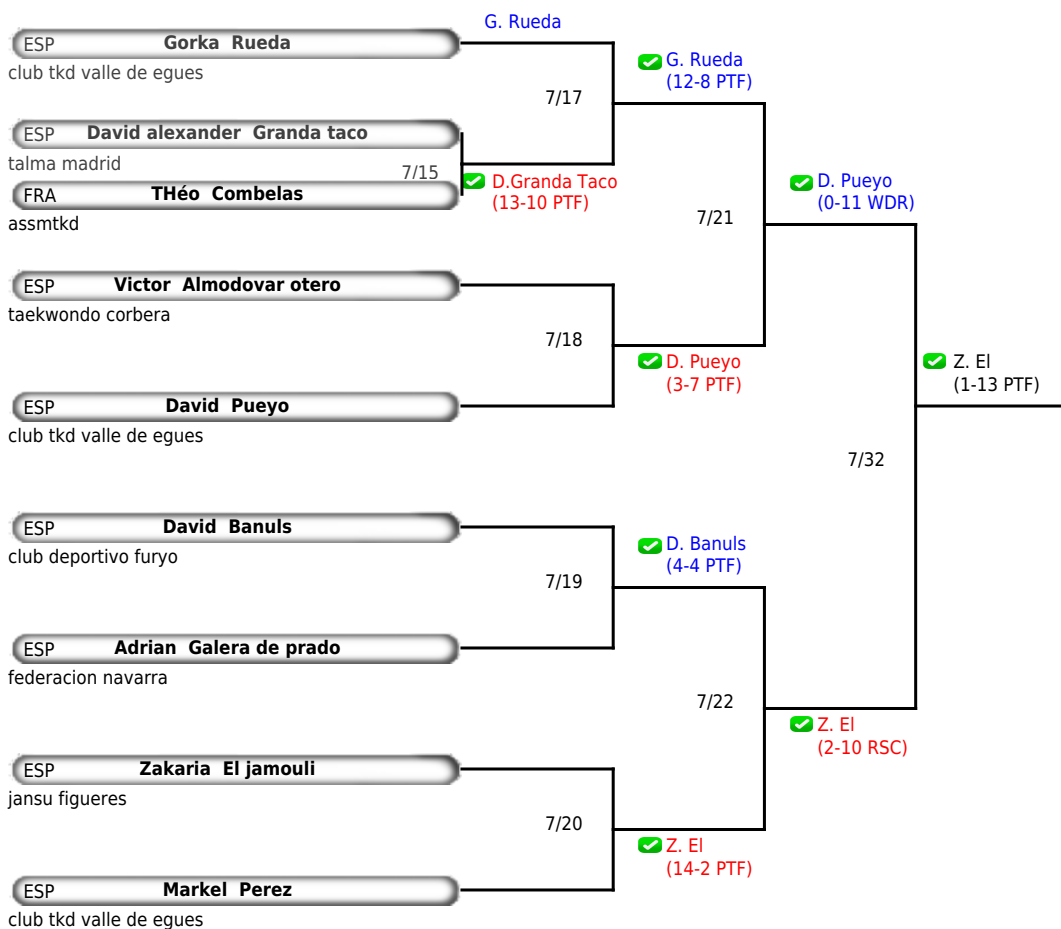 G. Rueda
ESP Gorka Rueda
club tkd valle de egues
G. Rueda
(12-8 PTF)
7/17
ESP David alexander Granda taco
talma madrid
7/15
D.Granda Taco
(13-10 PTF)
FRA THéo Combelas
assmtkd
D. Pueyo
(0-11 WDR)
7/21
ESP Victor Almodovar otero
taekwondo corbera
7/18
D. Pueyo
(3-7 PTF)
Z. El
(1-13 PTF)
ESP David Pueyo
club tkd valle de egues
7/32
ESP David Banuls
club deportivo furyo
D. Banuls
(4-4 PTF)
7/19
ESP Adrian Galera de prado
federacion navarra
7/22
Z. El
(2-10 RSC)
ESP Zakaria El jamouli
jansu figueres
7/20
Z. El
(14-2 PTF)
ESP Markel Perez
club tkd valle de egues